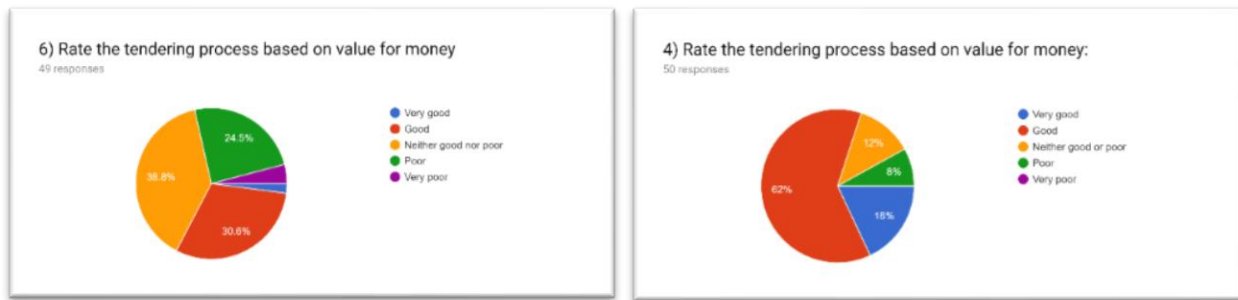 6) Rate the tendering process based on value for money
49 responses
Very good
Good
Neither good nor poor
Poor
Very poor
24.5%
38.8%
30.6%
4) Rate the tendering process based on value for money:
50 responses
Very good
Good
Neither good or poor
Poor
Very poor
12%
8%
62%
18%